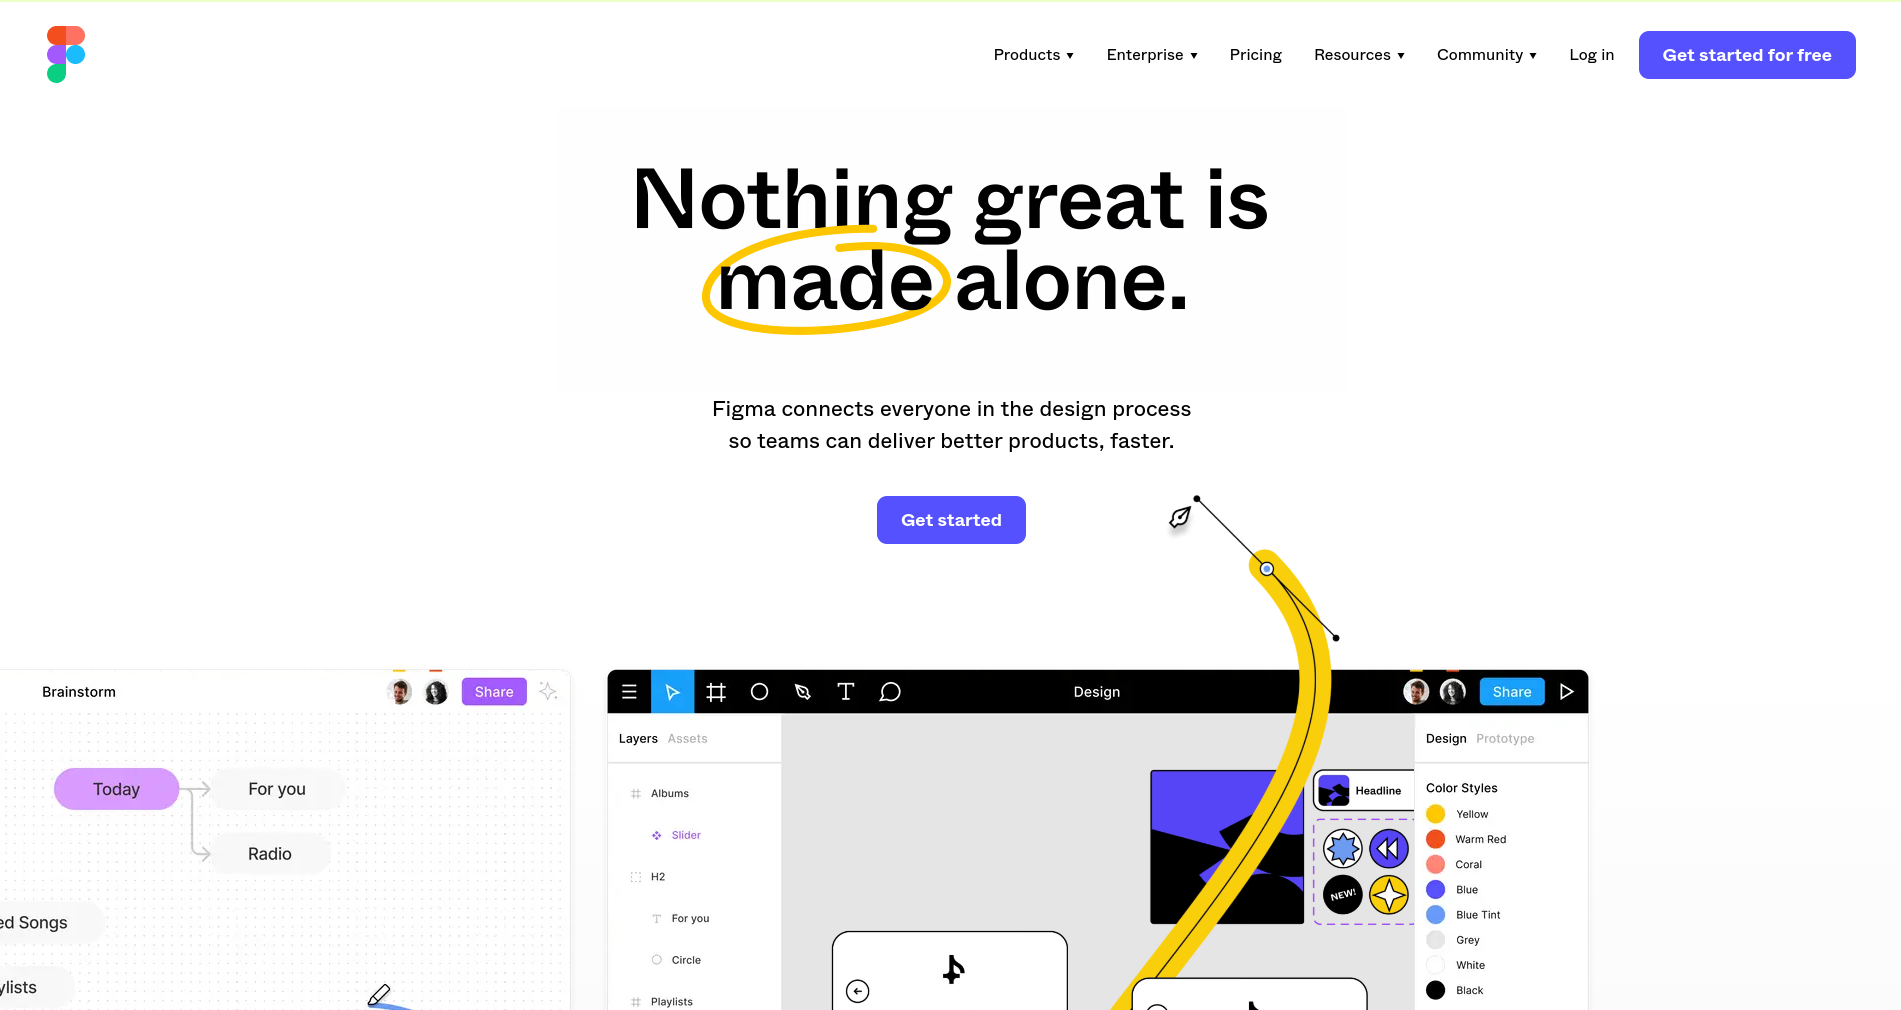 Products
Enterprise
Pricing
Resources
Community
Log in
Get started for free
Nothing great is
made alone.
Figma connects everyone in the design process
so teams can deliver better products, faster.
Get started
Brainstorm
Share
Today
For you
Radio
ed Songs
ylists
Design
Share
Layers Assets
Albums
Slider
H2
For you
Circle
Playlists
Headline
NEW!
Design Prototype
Color Styles
Yellow
Warm Red
Coral
Blue
Blue Tint
Grey
White
Black